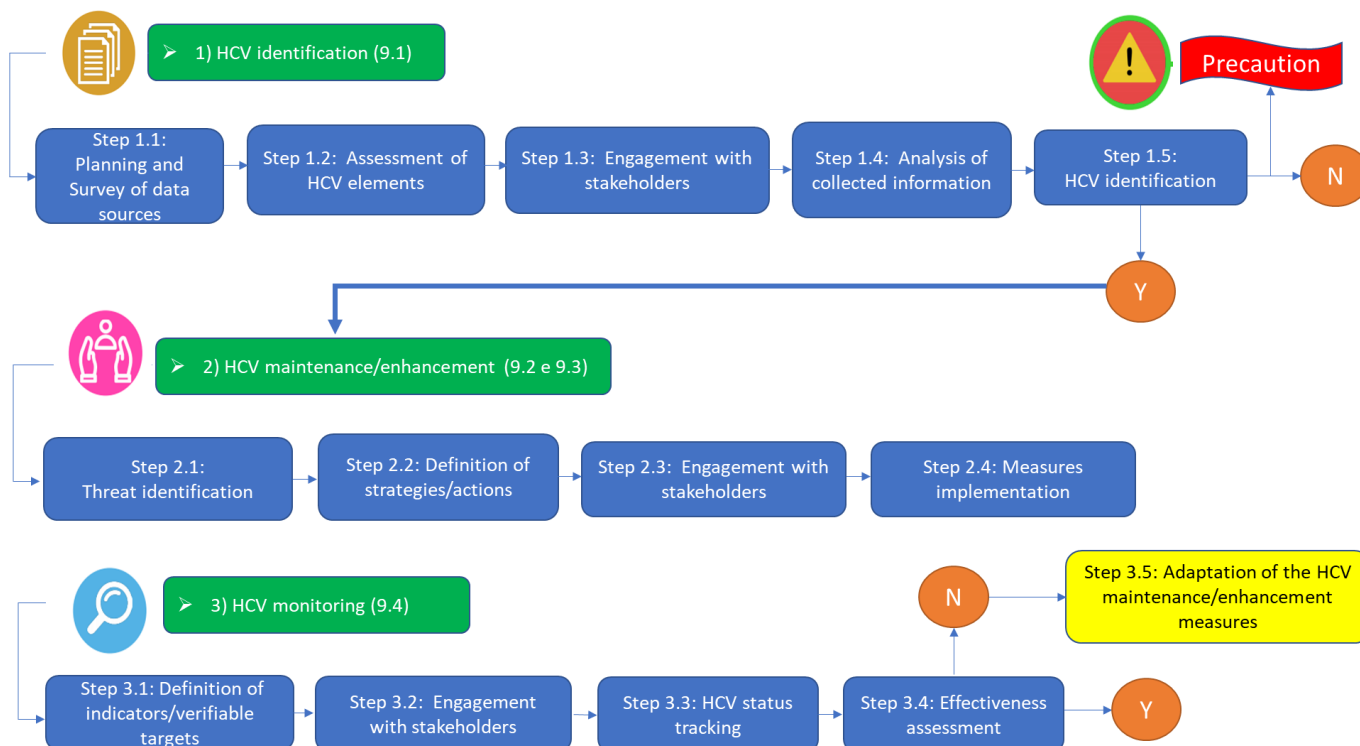 1) HCV identification (9.1)
Precaution
Step 1.1:
Planning and
Survey of data
sources
Step 1.2:  Assessment of
HCV elements
Step 1.3:  Engagement with
stakeholders
Step 1.4:  Analysis of
collected information
Step 1.5:
HCV identification
N
Y
2) HCV maintenance/enhancement  (9.2 e 9.3)
Step 2.1:
Threat identification
Step 2.2: Definition of
strategies/actions
Step 2.3:  Engagement with
stakeholders
Step 2.4: Measures
implementation
3) HCV monitoring (9.4)
N
Step 3.5: Adaptation of the HCV
maintenance/enhancement
measures
Step 3.1: Definition of
indicators/verifiable
targets
Step 3.2:  Engagement
with stakeholders
Step 3.3: HCV status
tracking
Step 3.4: Effectiveness
assessment
Y